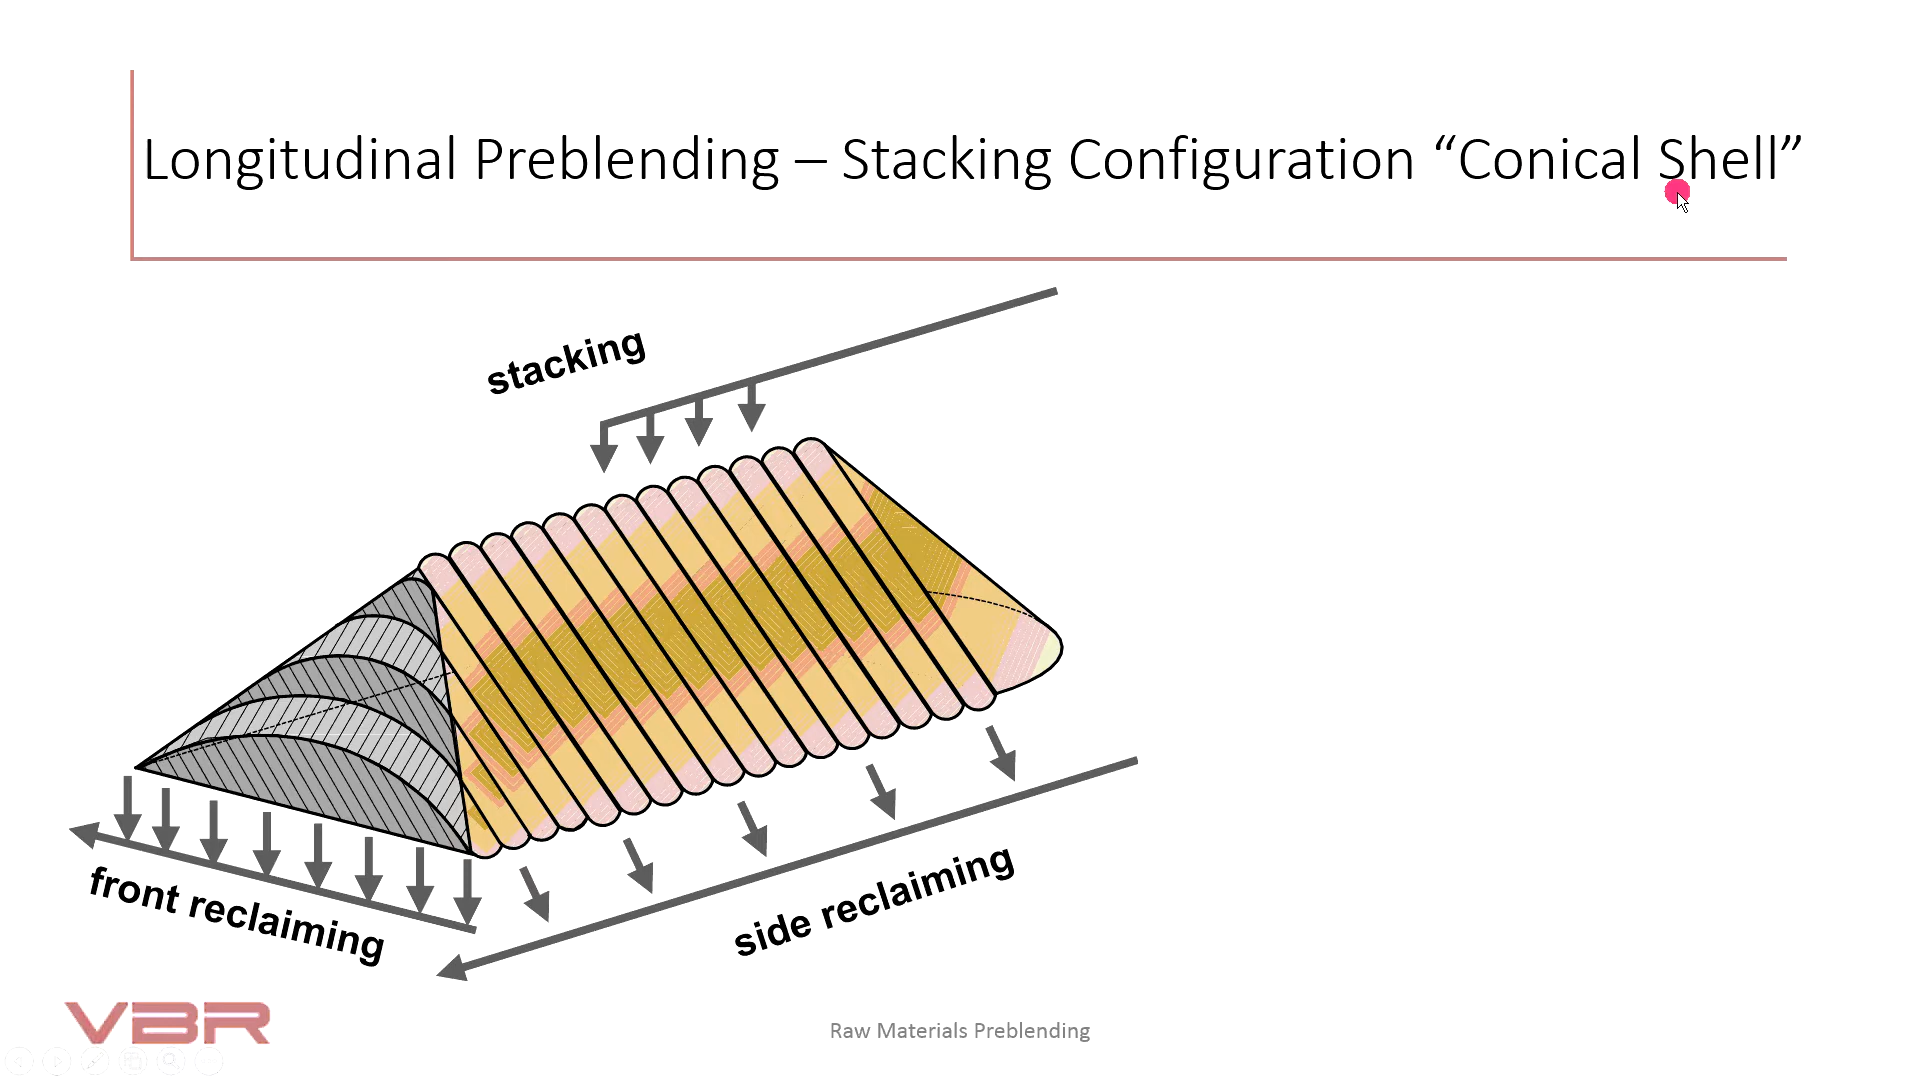 Longitudinal Preblending – Stacking Configuration “Conical Shell”
stacking
front reclaiming
side reclaiming
VBR
Raw Materials Preblending